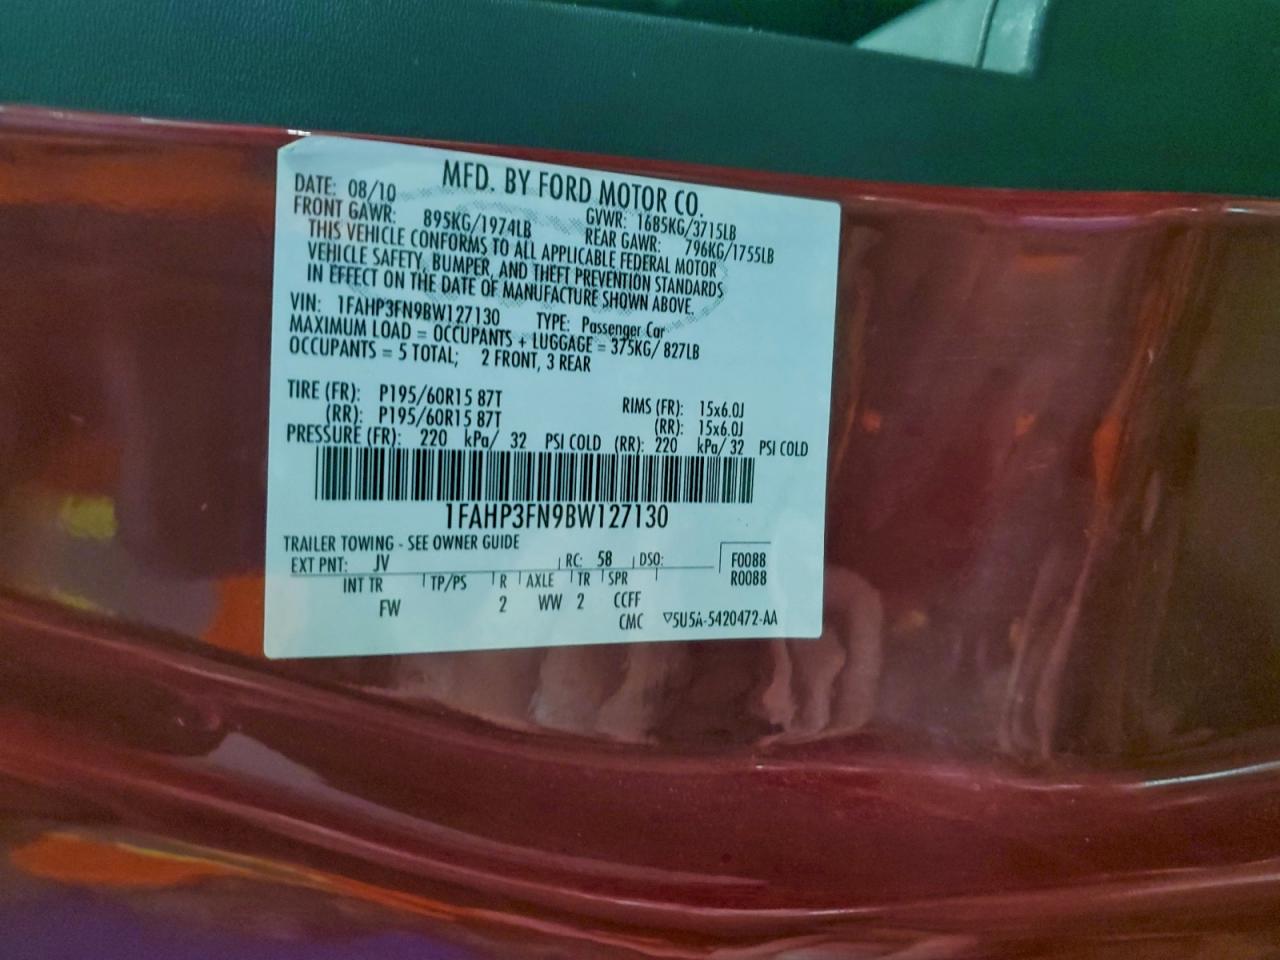 MFD. BY FORD MOTOR CO.
DATE: 08/10 GVWR: 1685KG/3715LB
FRONT GAWR: 895KG/1974LB REAR GAWR: 796KG/1755LB
THIS VEHICLE CONFORMS TO ALL APPLICABLE FEDERAL MOTOR
VEHICLE SAFETY, BUMPER, AND THEFT PREVENTION STANDARDS
IN EFFECT ON THE DATE OF MANUFACTURE SHOWN ABOVE.
VIN: 1FAHP3FN9BW127130 TYPE: Passenger Car
MAXIMUM LOAD = OCCUPANTS + LUGGAGE = 375KG/ 827LB
OCCUPANTS = 5 TOTAL; 2 FRONT, 3 REAR
TIRE (FR): P195/60R15 87T RIMS (FR): 15x6.0J
(RR): P195/60R15 87T (RR): 15x6.0J
PRESSURE (FR): 220 kPa/ 32 PSI COLD (RR): 220 kPa/ 32 PSI COLD
1FAHP3FN9BW127130
TRAILER TOWING - SEE OWNER GUIDE
EXT PNT: JV RC: 58 DSO: F0088
INT TR TP/PS R AXLE TR SPR R0088
FW 2 WW 2 CCFF
CMC ▽5U5A-5420472-AA